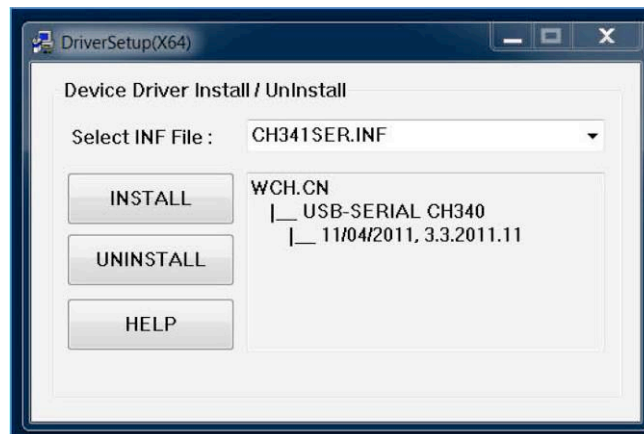 DriverSetup(X64)
Device Driver Install / UnInstall
Select INF File :
CH341SER.INF
INSTALL
WCH.CN
|__ USB-SERIAL CH340
|__ 11/04/2011, 3.3.2011.11
UNINSTALL
HELP